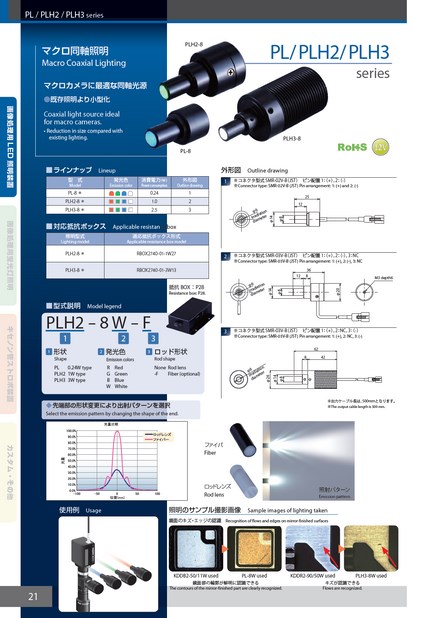 PL / PLH2 / PLH3 series
マクロ同軸照明
Macro Coaxial Lighting
マクロカメラに最適な同軸光源
●既存照明より小型化
Coaxial light source ideal
for macro cameras.
• Reduction in size compared with
existing lighting.
PLH2-8
PL-8
PLH3-8
PL/ PLH2/ PLH3
series
RoHS
12V
画像処理用 LED 照明装置
■ ラインナップ Lineup
型 式 発光色 消費電力(W) 外形図
Model Emission color Power consumption Outline drawing
PL-8 ＊ 0.24 1
PLH2-8 ＊ 1.0 2
PLH3-8 ＊ 2.5 3
■ 対応抵抗ボックス Applicable resistan box
照明型式 適応抵抗ボックス形式
Lighting model Applicable resistance box model
PLH2-8 ＊ RBOX2740-01-JW27
PLH3-8 ＊
抵抗 BOX：P28
Resistance box: P28
■ 型式説明 Model legend
PLH2 – 8 W – F
1 2 3
1 形状 2 発光色 3 ロッド形状
Shape Emission colors Rod shape
PL 0.24W type R Red None Rod lens
PLH2 1W type G Green -F Fiber (optional)
PLH3 3W type B Blue
W White
外形図 Outline drawing
1 ※コネクタ型式 SMR-02V-B (JST) ピン配置 1: (+), 2: (-)
※Connector type: SMR-02V-B (JST) Pin arrangement: 1: (+) and 2: (-)
2 ※コネクタ型式 SMR-03V-B (JST) ピン配置 1: (+), 2: (-), 3: NC
※Connector type: SMR-03V-B (JST) Pin arrangement: 1: (+), 2: (-), 3: NC
3 ※コネクタ型式 SMR-03V-B (JST) ピン配置 1: (+), 2: NC, 3: (-)
※Connector type: SMR-03V-B (JST) Pin arrangement: 1: (+), 2: NC, 3: (-)
※出力ケーブル長は、500mmとなります。
※The output cable length is 500 mm.
✧ 先端部の形状変更により出射パターンを選択
Select the emission pattern by changing the shape of the end.
光量比較
ロッドレンズ
ファイバー
ファイバ
Fiber
ロッドレンズ
Rod lens
照射パターン
Emission patterns
使用例 Usage
照明のサンプル撮影画像 Sample images of lighting taken
鏡面のキズ・エッジの認識 Recognition of flaws and edges on mirror-finished surfaces
KDDB2-50/11W used
PL-8W used
KDDR2-90/50W used
PLH3-8W used
鏡面部の輪郭が鮮明に認識できる
The contours of the mirror-finished part are clearly recognized.
キズが認識できる
Flaws are recognized.
21